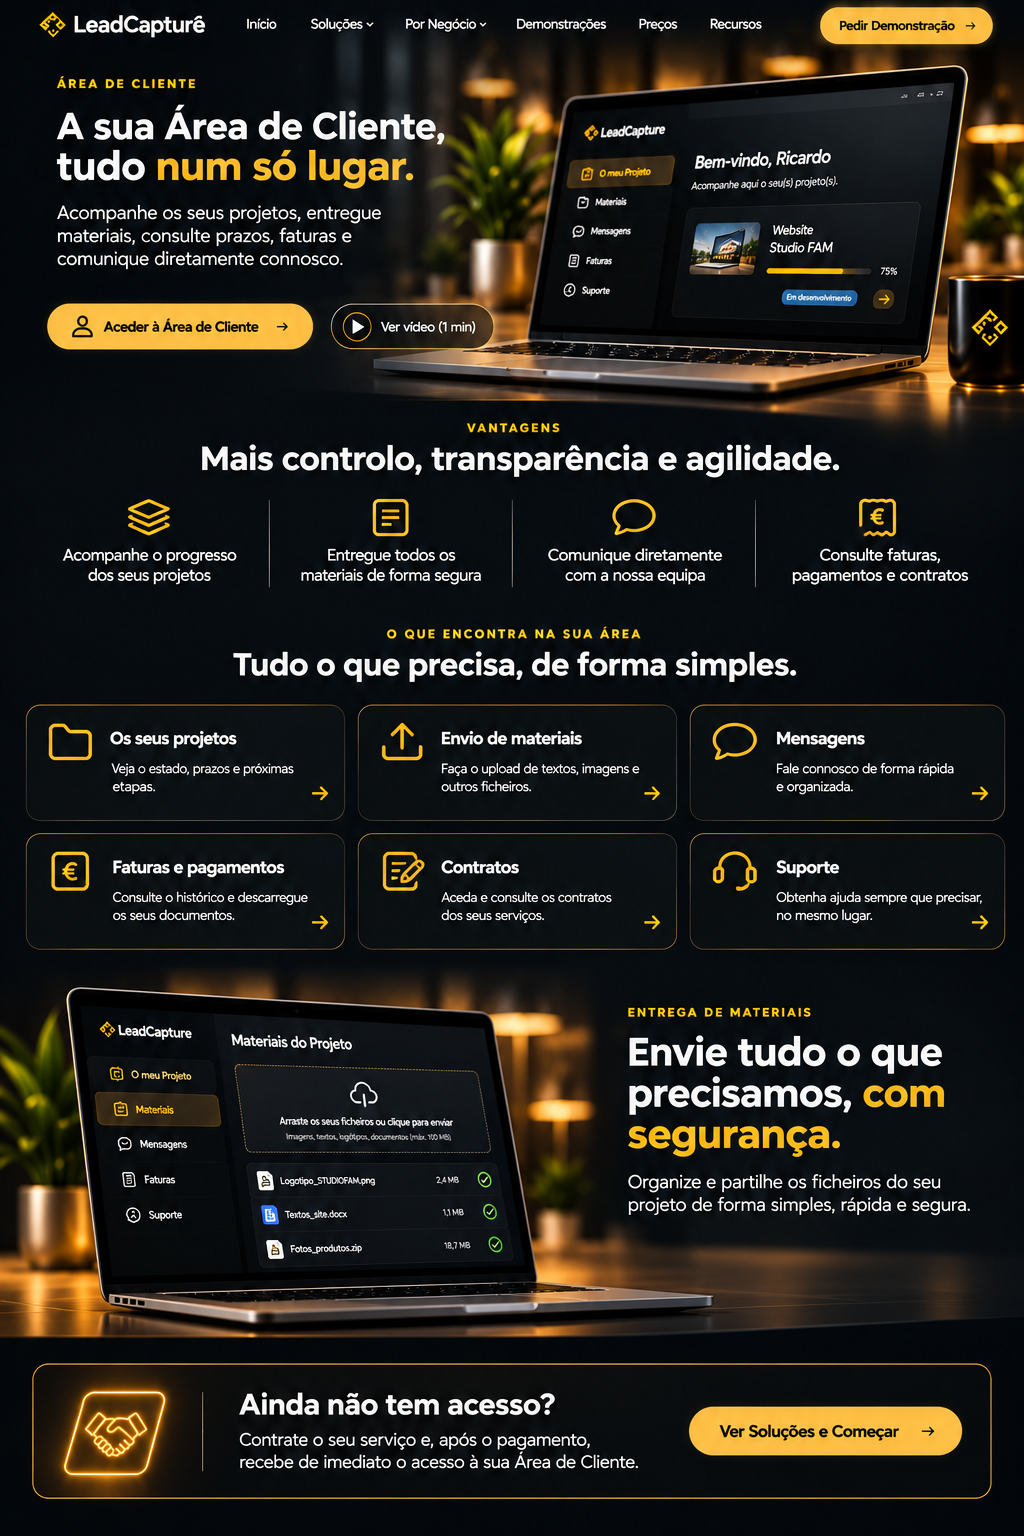 LeadCapturê
Início
Soluções
Por Negócio
Demonstrações
Preços
Recursos
Pedir Demonstração →
ÁREA DE CLIENTE
A sua Área de Cliente,
tudo num só lugar.
Acompanhe os seus projetos, entregue
materiais, consulte prazos, faturas e
comunique diretamente connosco.
Aceder à Área de Cliente →
Ver vídeo (1 min)
LeadCapture
O meu Projeto
Materiais
Mensagens
Faturas
Suporte
Bem-vindo, Ricardo
Acompanhe aqui o seu(s) projeto(s).
Website
Studio FAM
75%
Em desenvolvimento
→
VANTAGENS
Mais controlo, transparência e agilidade.
Acompanhe o progresso
dos seus projetos
Entregue todos os
materiais de forma segura
Comunique diretamente
com a nossa equipa
€
Consulte faturas,
pagamentos e contratos
O QUE ENCONTRA NA SUA ÁREA
Tudo o que precisa, de forma simples.
Os seus projetos
Veja o estado, prazos e próximas
etapas.
→
Envio de materiais
Faça o upload de textos, imagens e
outros ficheiros.
→
Mensagens
Fale connosco de forma rápida
e organizada.
→
€
Faturas e pagamentos
Consulte o histórico e descarregue
os seus documentos.
→
Contratos
Aceda e consulte os contratos
dos seus serviços.
→
Suporte
Obtenha ajuda sempre que precisar,
no mesmo lugar.
→
LeadCapture
O meu Projeto
Materiais
Mensagens
Faturas
Suporte
Materiais do Projeto
Arraste os seus ficheiros ou clique para enviar
Imagens, textos, logótipos, documentos (máx. 100 MB)
Logotipo_STUDIOFAM.png
2,4 MB
Textos_site.docx
1,1 MB
Fotos_produtos.zip
18,7 MB
ENTREGA DE MATERIAIS
Envie tudo o que
precisamos, com
segurança.
Organize e partilhe os ficheiros do seu
projeto de forma simples, rápida e segura.
Ainda não tem acesso?
Contrate o seu serviço e, após o pagamento,
recebe de imediato o acesso à sua Área de Cliente.
Ver Soluções e Começar →